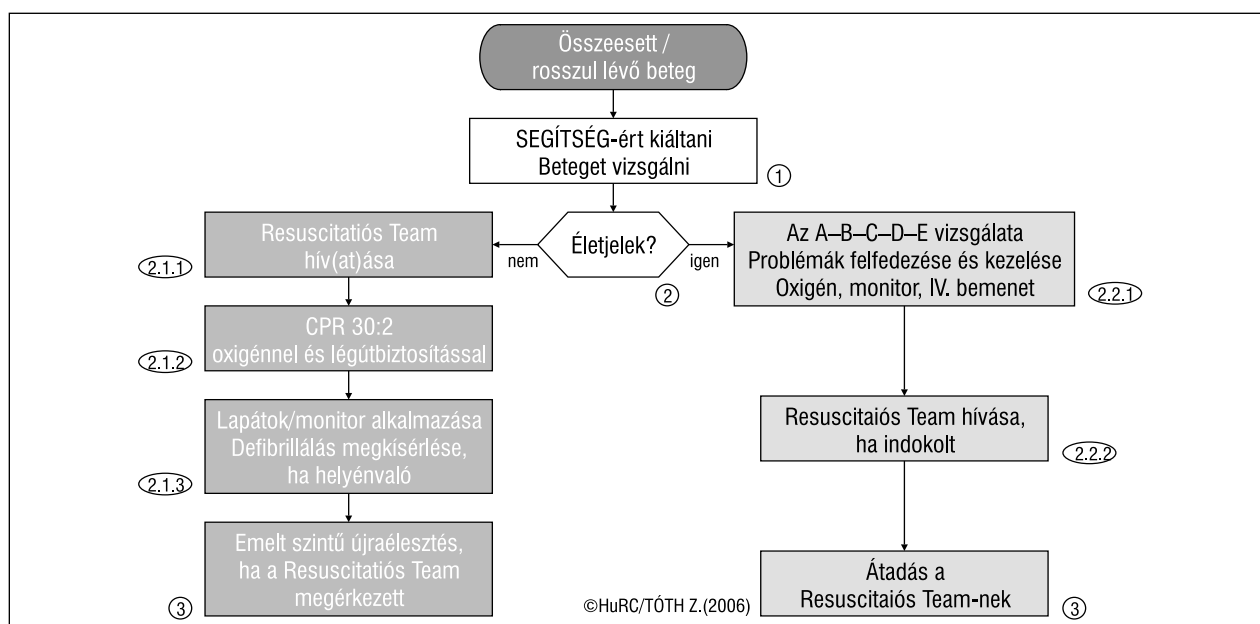 Összeesett /
rosszul lévő beteg
SEGÍTSÉG-ért kiáltani
Beteget vizsgálni
1
Életjelek?
nem
igen
2
Resuscitatiós Team
hív(at)ása
2.1.1
CPR 30:2
oxigénnel és légútbiztosítással
2.1.2
Lapátok/monitor alkalmazása
Defibrillálás megkísérlése,
ha helyénvaló
2.1.3
Emelt szintű újraélesztés,
ha a Resuscitatiós Team
megérkezett
3
Az A–B–C–D–E vizsgálata
Problémák felfedezése és kezelése
Oxigén, monitor, IV. bemenet
2.2.1
Resuscitaiós Team hívása,
ha indokolt
2.2.2
Átadás a
Resuscitaiós Team-nek
3
©HuRC/TÓTH Z.(2006)